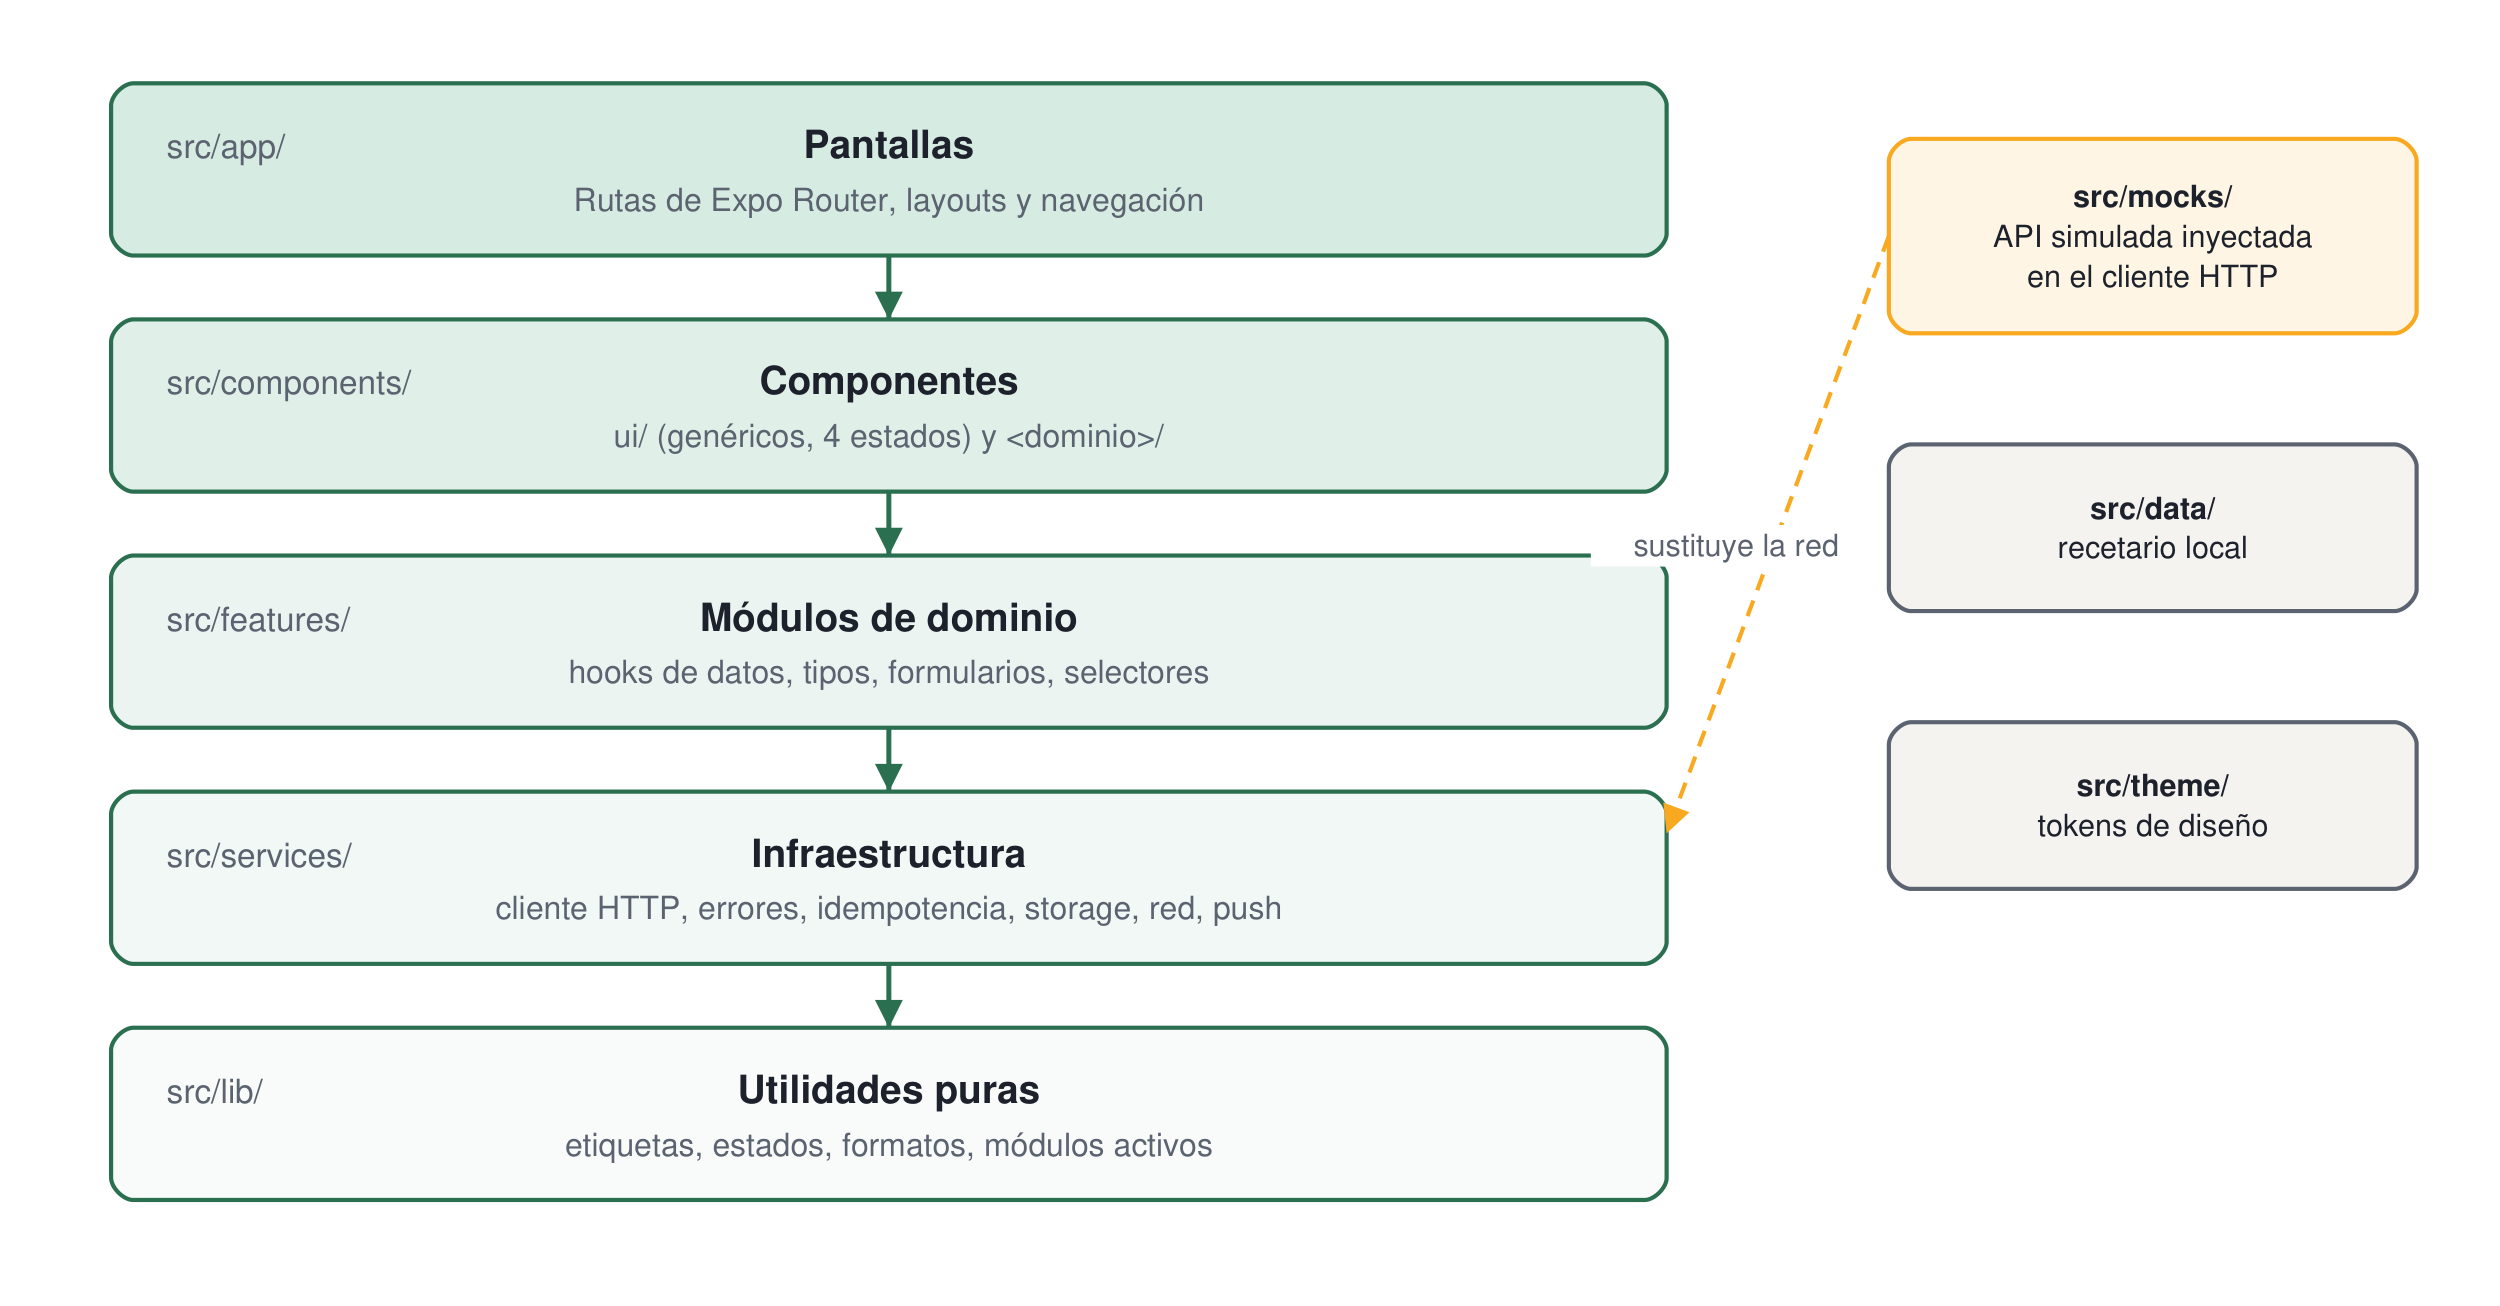 src/app/
Pantallas
Rutas de Expo Router, layouts y navegación
src/components/
Componentes
ui/ (genéricos, 4 estados) y <dominio>/
src/features/
Módulos de dominio
hooks de datos, tipos, formularios, selectores
src/services/
Infraestructura
cliente HTTP, errores, idempotencia, storage, red, push
src/lib/
Utilidades puras
etiquetas, estados, formatos, módulos activos
sustituye la red
src/mocks/
API simulada inyectada
en el cliente HTTP
src/data/
recetario local
src/theme/
tokens de diseño